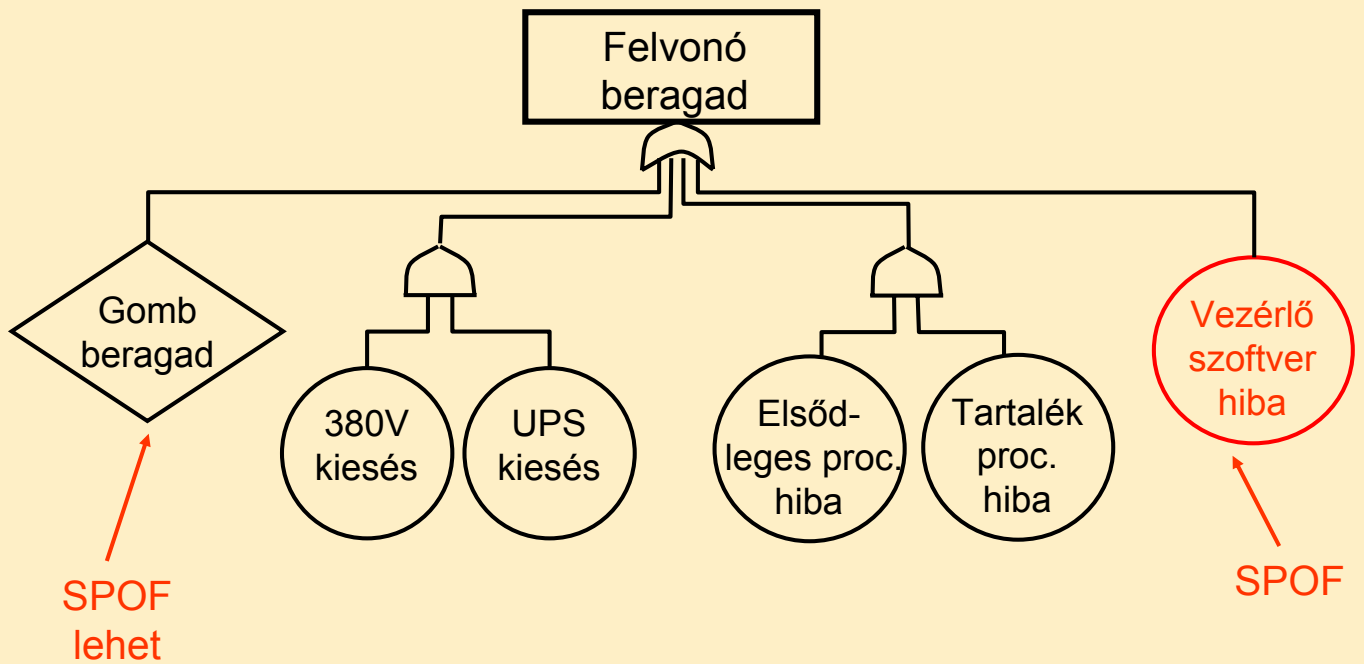 Felvonó
beragad
Gomb
beragad
380V
kiesés
UPS
kiesés
Elsőd-
leges proc.
hiba
Tartalék
proc.
hiba
Vezérlő
szoftver
hiba
SPOF
lehet
SPOF